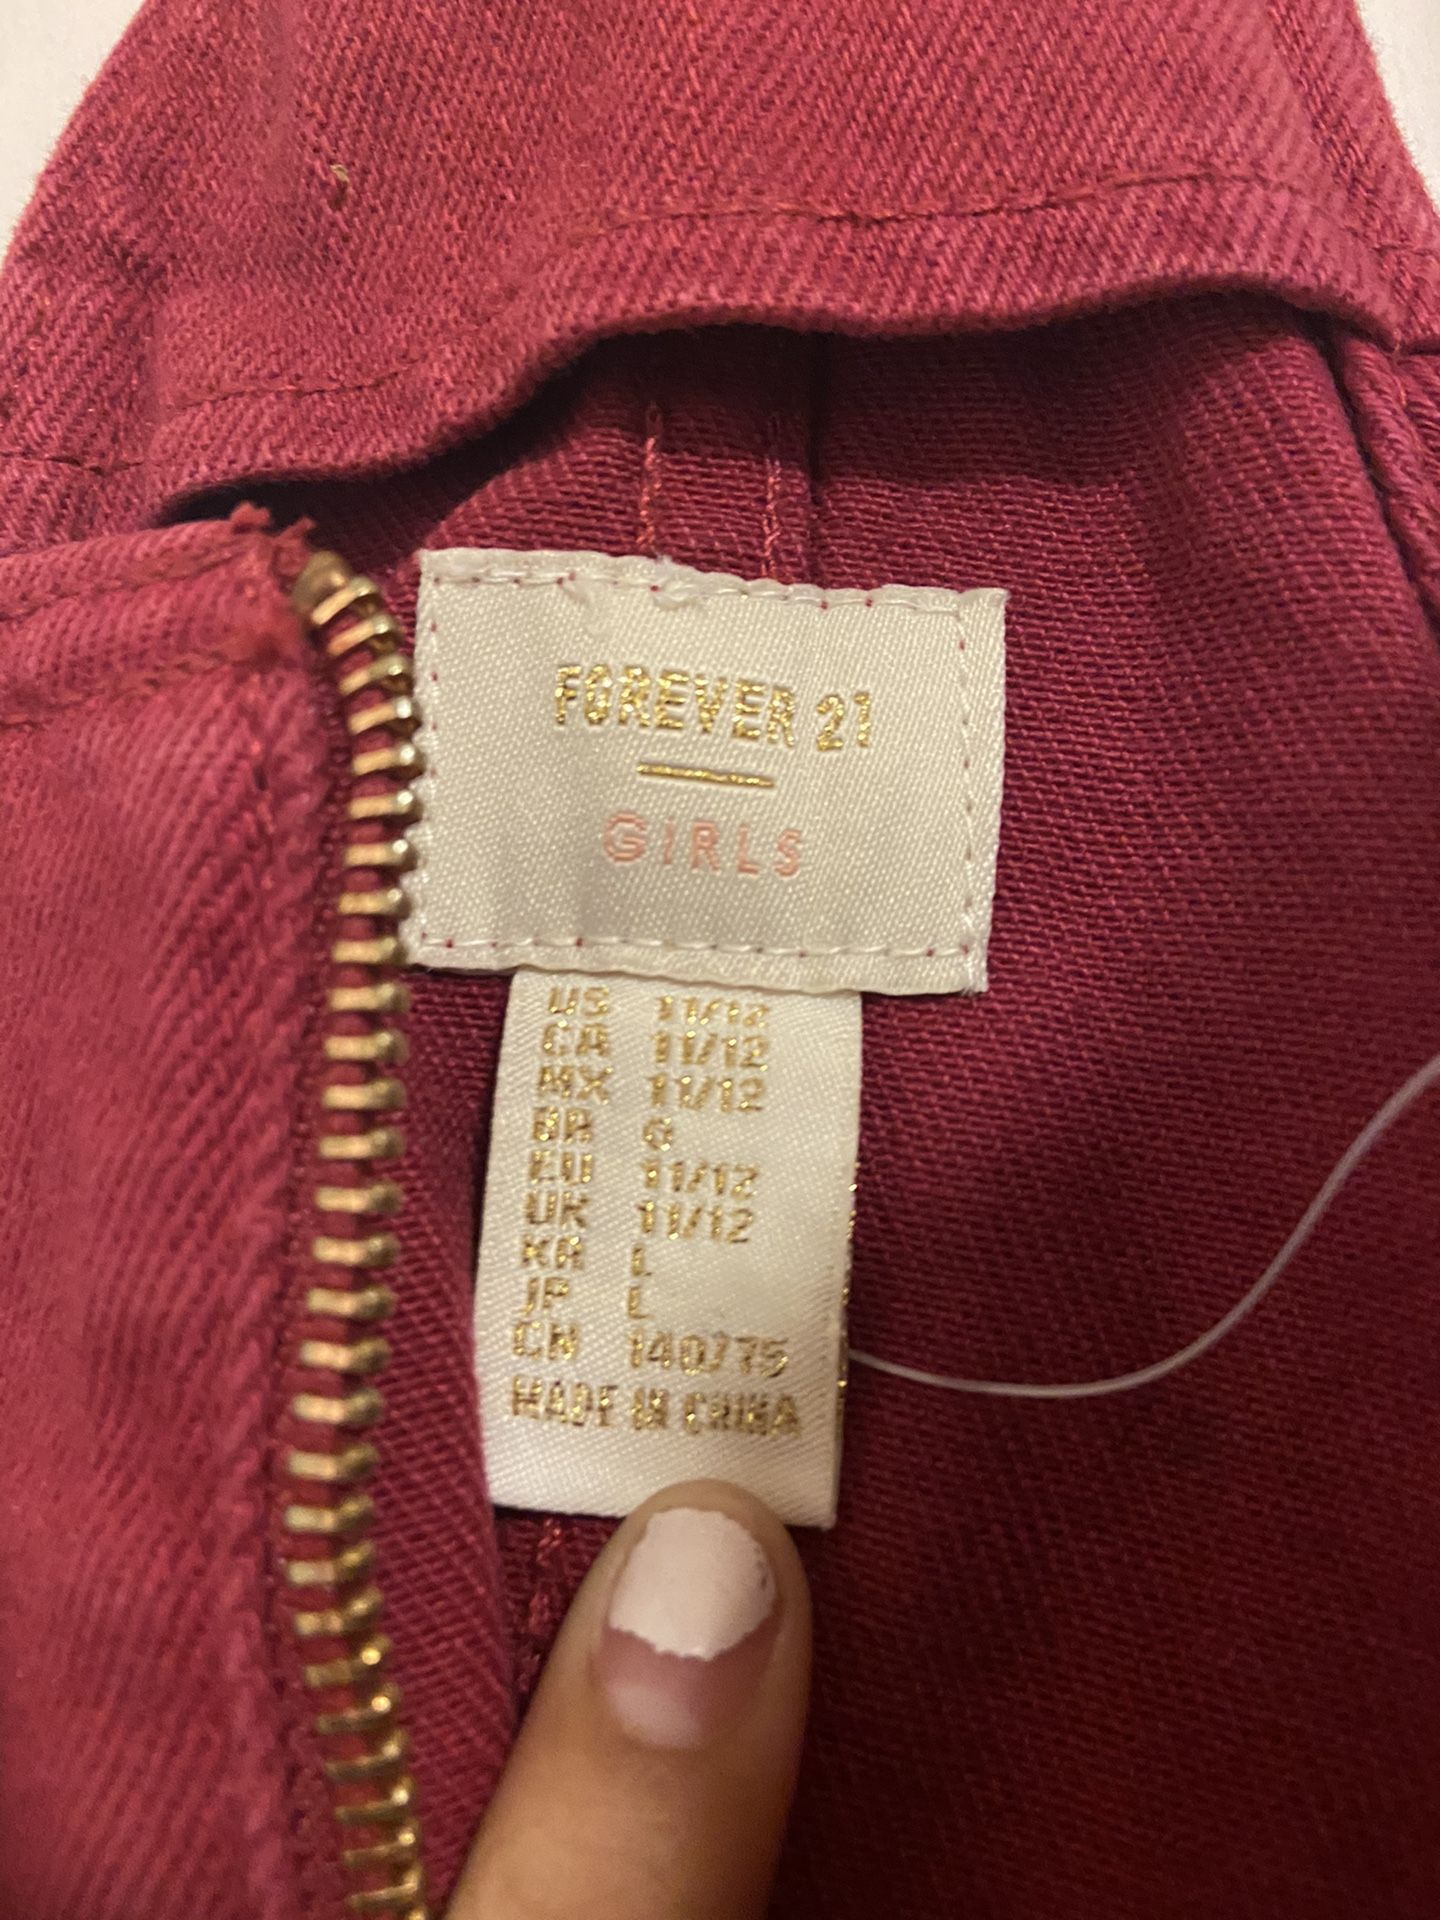 FOREVER 21
GIRLS
US 11/12
CA 11/12
MX 11/12
BR G
EU 11/12
UK 11/12
KR L
JP L
CN 140/75
MADE IN CHINA